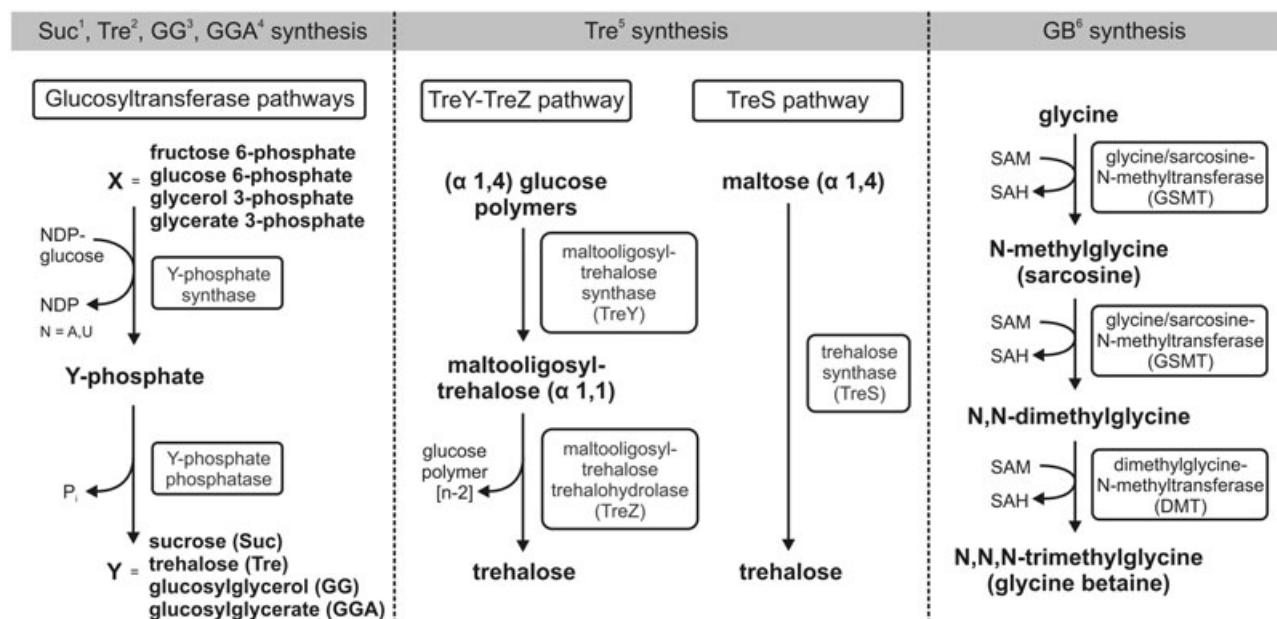 Suc¹, Tre², GG³, GGA⁴ synthesis
Glucosyltransferase pathways
X =
fructose 6-phosphate
glucose 6-phosphate
glycerol 3-phosphate
glycerate 3-phosphate
NDP-
glucose
NDP
N = A,U
Y-phosphate
synthase
Y-phosphate
Y-phosphate
phosphatase
Pᵢ
Y =
sucrose (Suc)
trehalose (Tre)
glucosylglycerol (GG)
glucosylglycerate (GGA)
Tre⁵ synthesis
TreY-TreZ pathway
(α 1,4) glucose
polymers
maltooligosyl-
trehalose
synthase
(TreY)
maltooligosyl-
trehalose (α 1,1)
glucose
polymer
[n-2]
maltooligosyl-
trehalose
trehalohydrolase
(TreZ)
trehalose
TreS pathway
maltose (α 1,4)
trehalose
synthase
(TreS)
trehalose
GB⁶ synthesis
glycine
SAM
SAH
glycine/sarcosine-
N-methyltransferase
(GSMT)
N-methylglycine
(sarcosine)
SAM
SAH
glycine/sarcosine-
N-methyltransferase
(GSMT)
N,N-dimethylglycine
SAM
SAH
dimethylglycine-
N-methyltransferase
(DMT)
N,N,N-trimethylglycine
(glycine betaine)